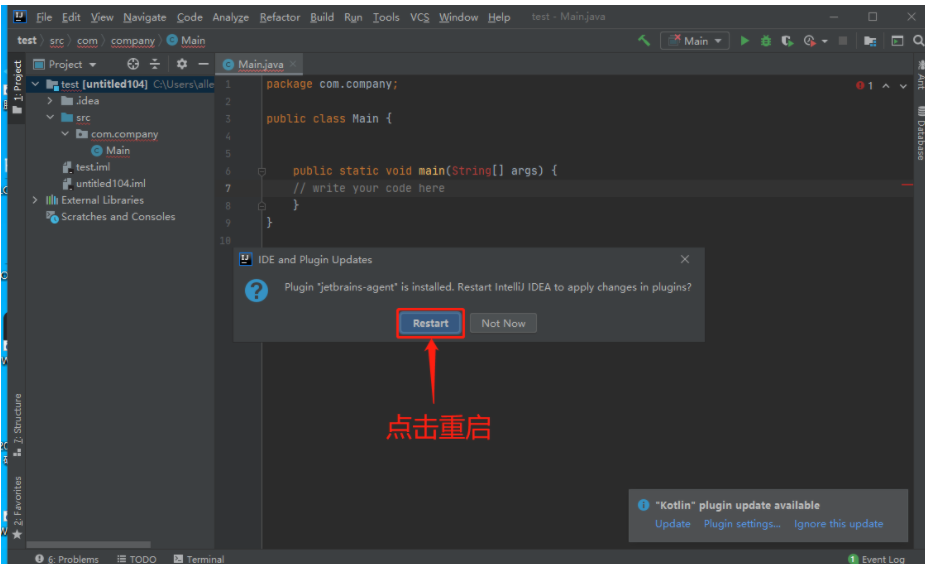 File Edit View Navigate Code Analyze Refactor Build Run Tools VCS Window Help test - Main.java
test src com company Main Main
1: Project
Project
Main.java
test [untitled104] C:\Users\alle
.idea
src
com.company
Main
test.iml
untitled104.iml
External Libraries
Scratches and Consoles
1 package com.company;
2
3 public class Main {
4
5
6 public static void main(String[] args) {
7 // write your code here
8 }
9 }
10
1
Ant
Database
IDE and Plugin Updates
Plugin "jetbrains-agent" is installed. Restart IntelliJ IDEA to apply changes in plugins?
Restart Not Now
点击重启
7: Structure
2: Favorites
"Kotlin" plugin update available
Update Plugin settings... Ignore this update
6: Problems TODO Terminal 1 Event Log